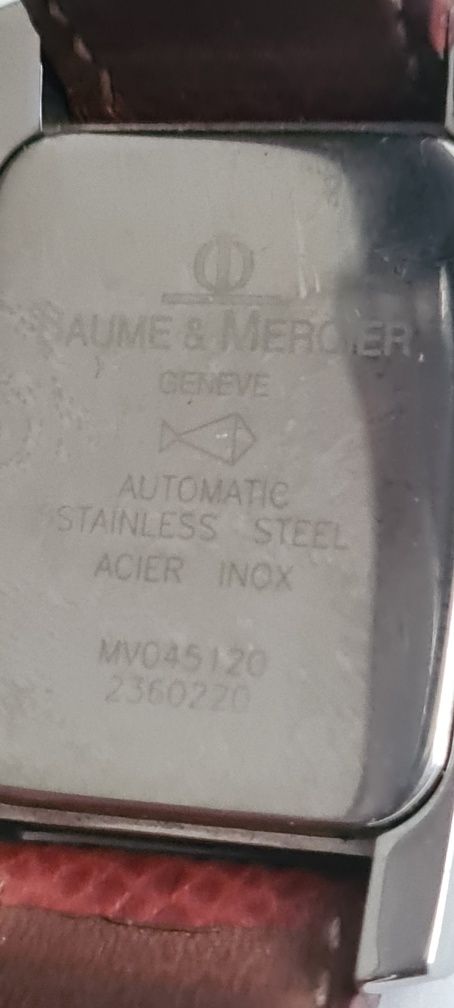 BAUME & MERCIER
GENEVE
AUTOMATIC
STAINLESS STEEL
ACIER INOX
MV045120
2360220